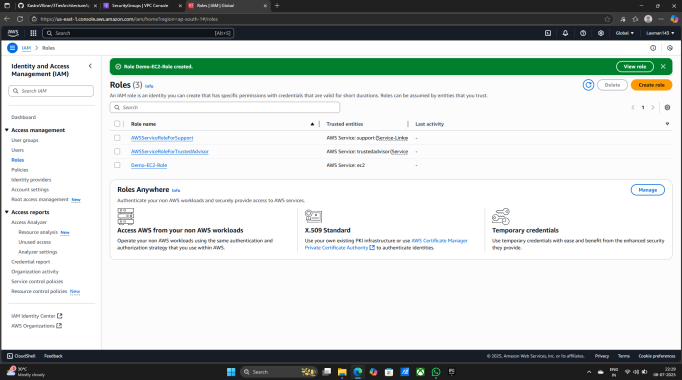 KastroVKiran/3TierArchitecture-a
SecurityGroups | VPC Console
Roles | IAM | Global
https://us-east-1.console.aws.amazon.com/iam/home?region=ap-south-1#/roles
aws
Search
[Alt+S]
Global
Laxman143
IAM > Roles
Identity and Access Management (IAM)
Search IAM
Dashboard
Access management
User groups
Users
Roles
Policies
Identity providers
Account settings
Root access management New
Access reports
Access Analyzer
Resource analysis New
Unused access
Analyzer settings
Credential report
Organization activity
Service control policies
Resource control policies New
IAM Identity Center
AWS Organizations
Role Demo-EC2-Role created.
View role
Roles (3) Info
Delete
Create role
An IAM role is an identity you can create that has specific permissions with credentials that are valid for short durations. Roles can be assumed by entities that you trust.
Search
1
Role name
Trusted entities
Last activity
AWSServiceRoleForSupport
AWS Service: support (Service-Linke
-
AWSServiceRoleForTrustedAdvisor
AWS Service: trustedadvisor (Service
-
Demo-EC2-Role
AWS Service: ec2
-
Roles Anywhere Info
Manage
Authenticate your non AWS workloads and securely provide access to AWS services.
Access AWS from your non AWS workloads
Operate your non AWS workloads using the same authentication and
authorization strategy that you use within AWS.
X.509 Standard
Use your own existing PKI infrastructure or use AWS Certificate Manager
Private Certificate Authority to authenticate identities.
Temporary credentials
Use temporary credentials with ease and benefit from the enhanced security
they provide.
CloudShell
Feedback
© 2025, Amazon Web Services, Inc. or its affiliates.
Privacy
Terms
Cookie preferences
30°C
Mostly cloudy
Search
ENG
IN
22:29
08-07-2025